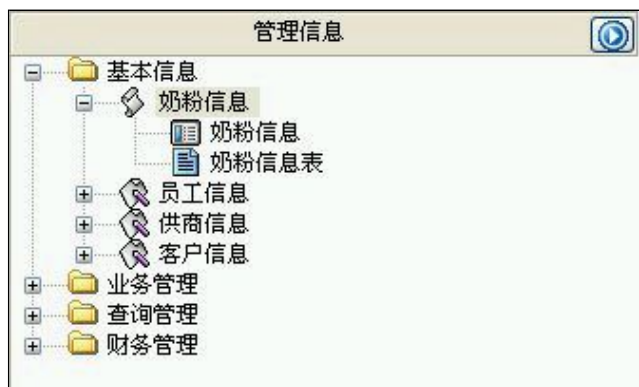 管理信息
基本信息
奶粉信息
奶粉信息
奶粉信息表
员工信息
供商信息
客户信息
业务管理
查询管理
财务管理